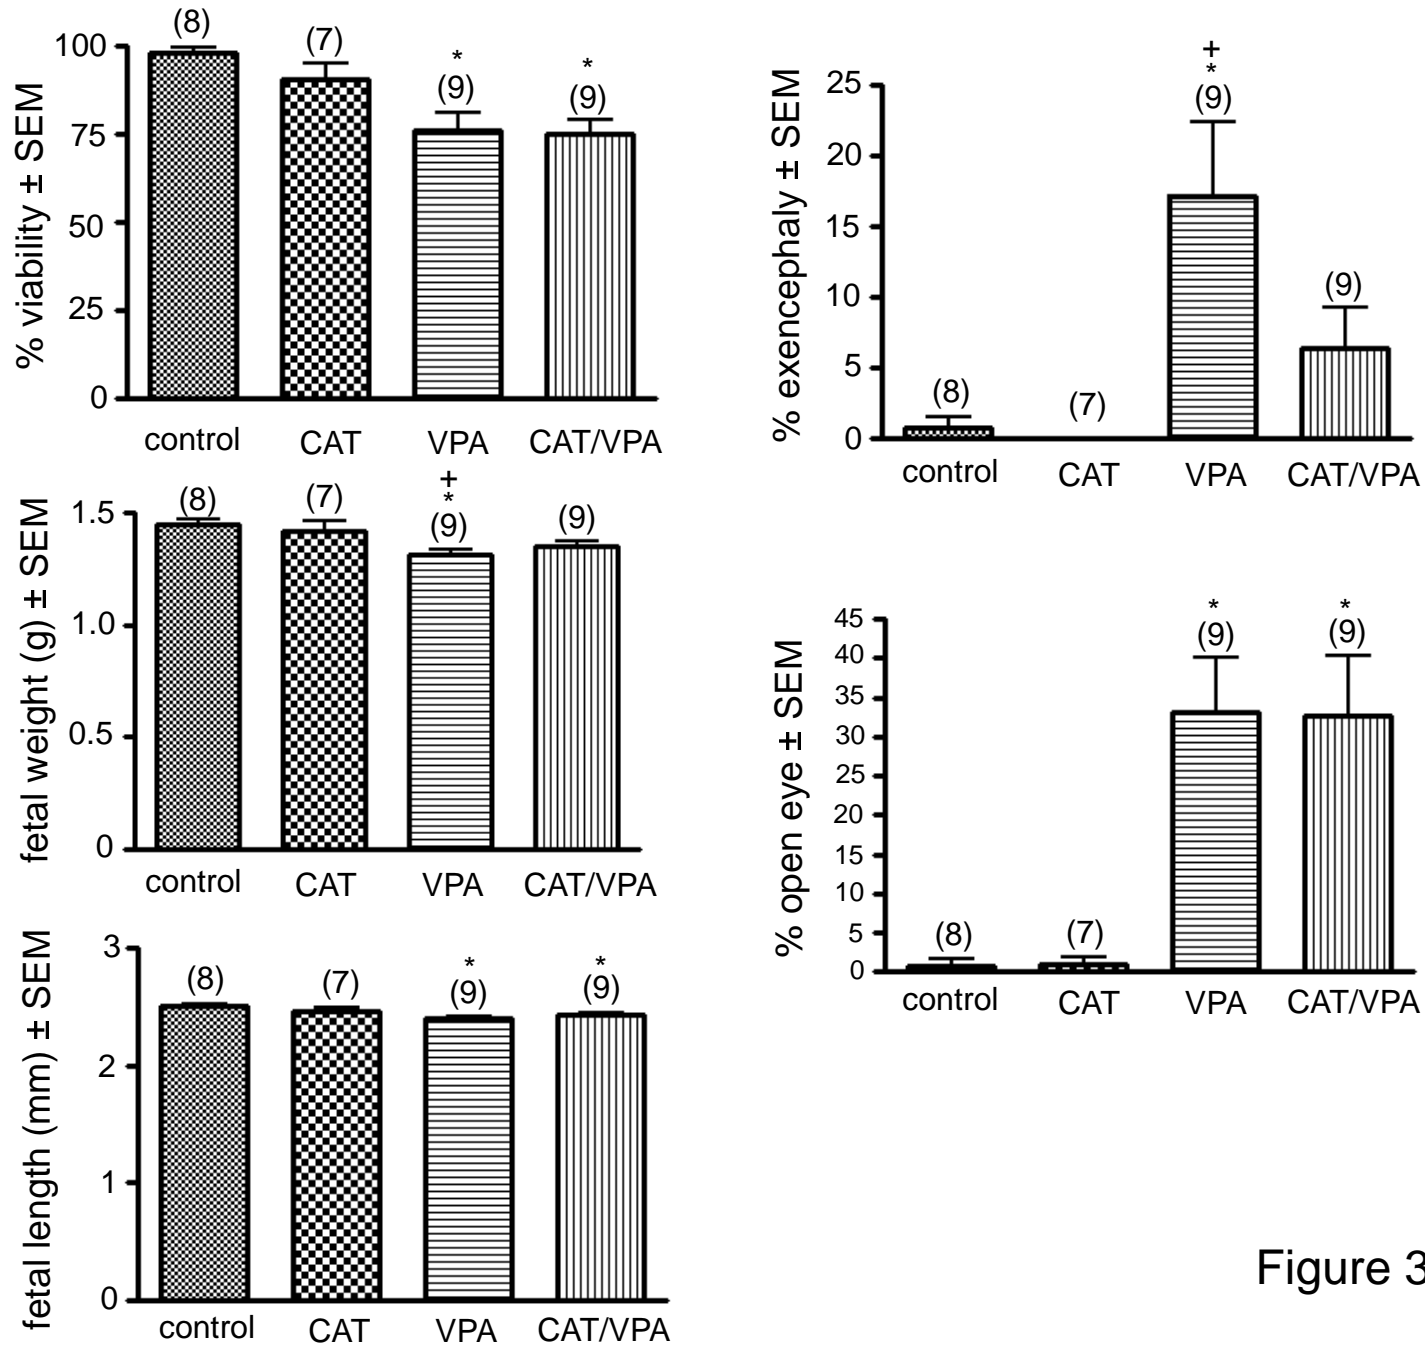 % viability ± SEM
100
75
50
25
0
(8)
(7)
*
(9)
*
(9)
control
CAT
VPA
CAT/VPA
fetal weight (g) ± SEM
1.5
1.0
0.5
0
(8)
(7)
+
*
(9)
(9)
control
CAT
VPA
CAT/VPA
fetal length (mm) ± SEM
3
2
1
0
(8)
(7)
*
(9)
*
(9)
control
CAT
VPA
CAT/VPA
% exencephaly ± SEM
25
20
15
10
5
0
(8)
(7)
+
*
(9)
(9)
control
CAT
VPA
CAT/VPA
% open eye ± SEM
45
40
35
30
25
20
15
10
5
0
(8)
(7)
*
(9)
*
(9)
control
CAT
VPA
CAT/VPA
Figure 3